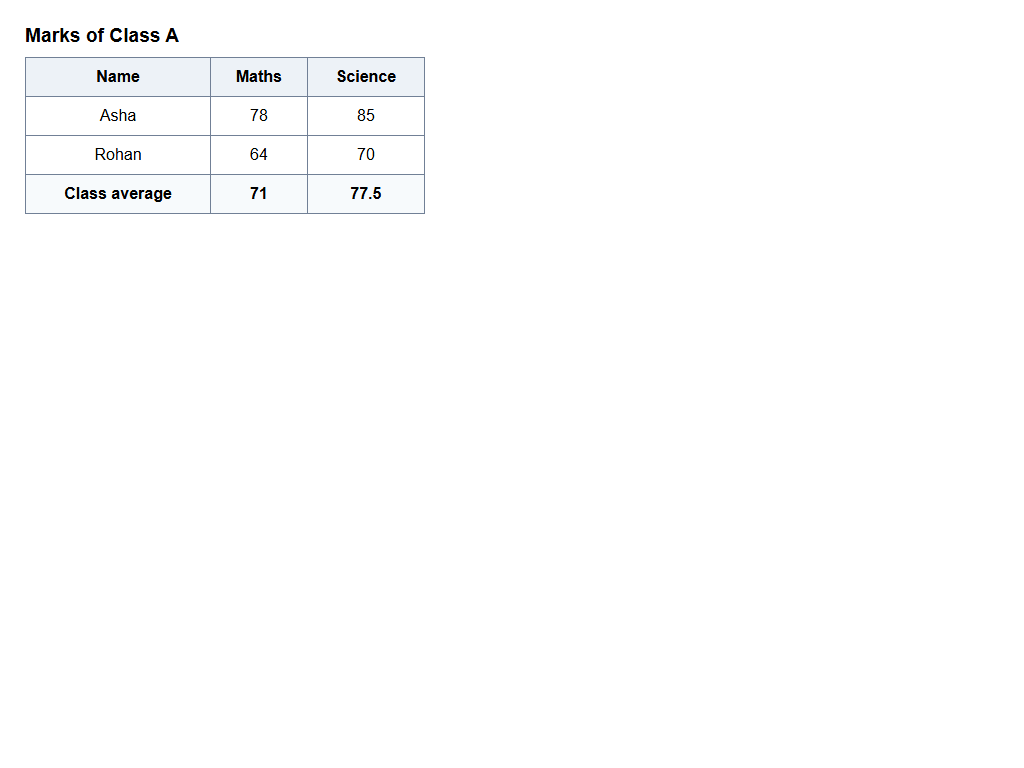 Marks of Class A
Name Maths Science
Asha 78 85
Rohan 64 70
Class average 71 77.5